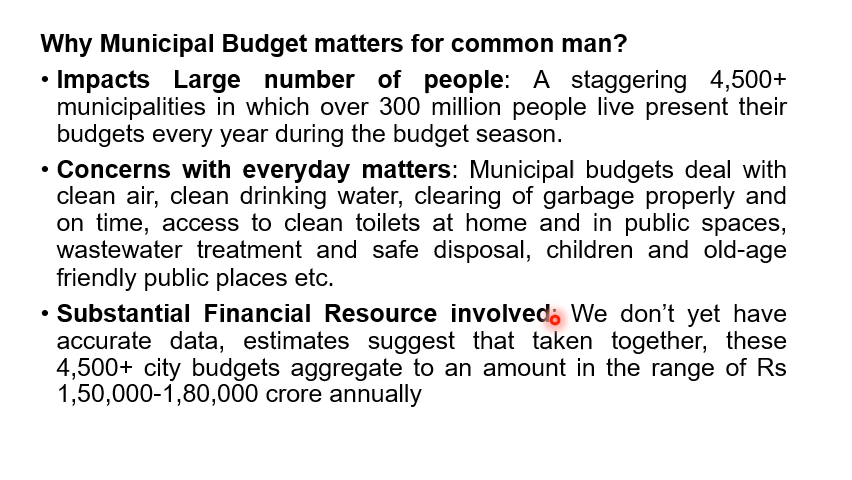 Why Municipal Budget matters for common man?
• Impacts Large number of people: A staggering 4,500+
municipalities in which over 300 million people live present their
budgets every year during the budget season.
• Concerns with everyday matters: Municipal budgets deal with
clean air, clean drinking water, clearing of garbage properly and
on time, access to clean toilets at home and in public spaces,
wastewater treatment and safe disposal, children and old-age
friendly public places etc.
• Substantial Financial Resource involved: We don’t yet have
accurate data, estimates suggest that taken together, these
4,500+ city budgets aggregate to an amount in the range of Rs
1,50,000-1,80,000 crore annually